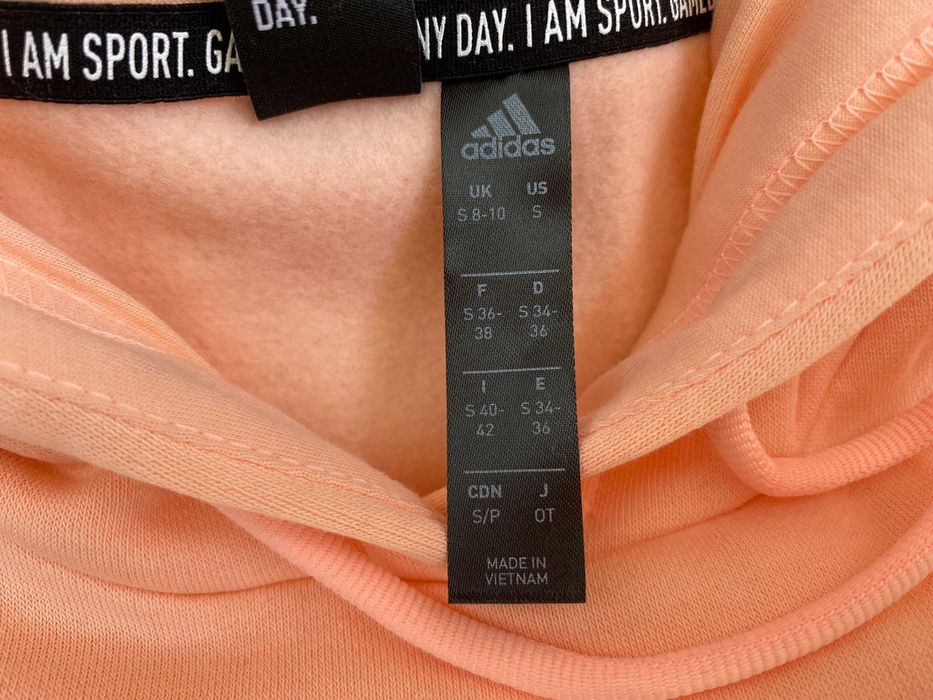 DAY.
I AM SPORT. GA
NY DAY. I AM SPORT.
adidas
UK US
S 8-10 S
F D
S 36- S 34-
38 36
I E
S 40- S 34-
42 36
CDN J
S/P OT
MADE IN
VIETNAM